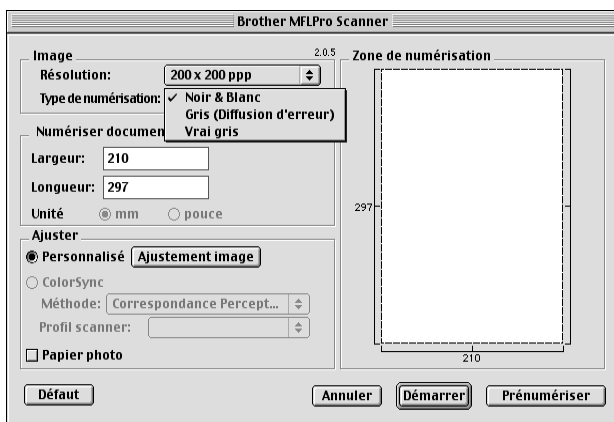 Brother MFLPro Scanner
Image
2.0.5
Résolution: 200 x 200 ppp
Type de numérisation: ✓ Noir & Blanc
Gris (Diffusion d'erreur)
Vrai gris
Numériser documen
Largeur: 210
Longueur: 297
Unité mm pouce
Ajuster
Personnalisé Ajustement image
ColorSync
Méthode: Correspondance Percept...
Profil scanner:
Papier photo
Zone de numérisation
297
210
Défaut Annuler Démarrer Prénumériser